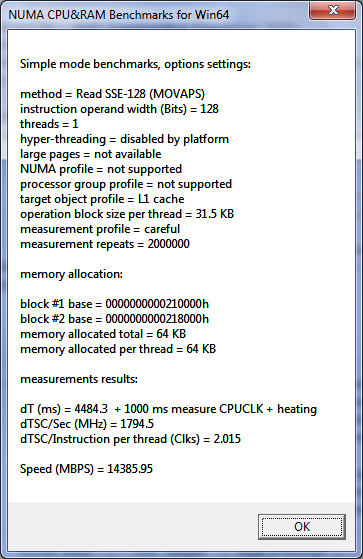 NUMA CPU&RAM Benchmarks for Win64
Simple mode benchmarks, options settings:
method = Read SSE-128 (MOVAPS)
instruction operand width (Bits) = 128
threads = 1
hyper-threading = disabled by platform
large pages = not available
NUMA profile = not supported
processor group profile = not supported
target object profile = L1 cache
operation block size per thread = 31.5 KB
measurement profile = careful
measurement repeats = 2000000
memory allocation:
block #1 base = 0000000000210000h
block #2 base = 0000000000218000h
memory allocated total = 64 KB
memory allocated per thread = 64 KB
measurements results:
dT (ms) = 4484.3  + 1000 ms measure CPUCLK + heating
dTSC/Sec (MHz) = 1794.5
dTSC/Instruction per thread (Clks) = 2.015
Speed (MBPS) = 14385.95
OK